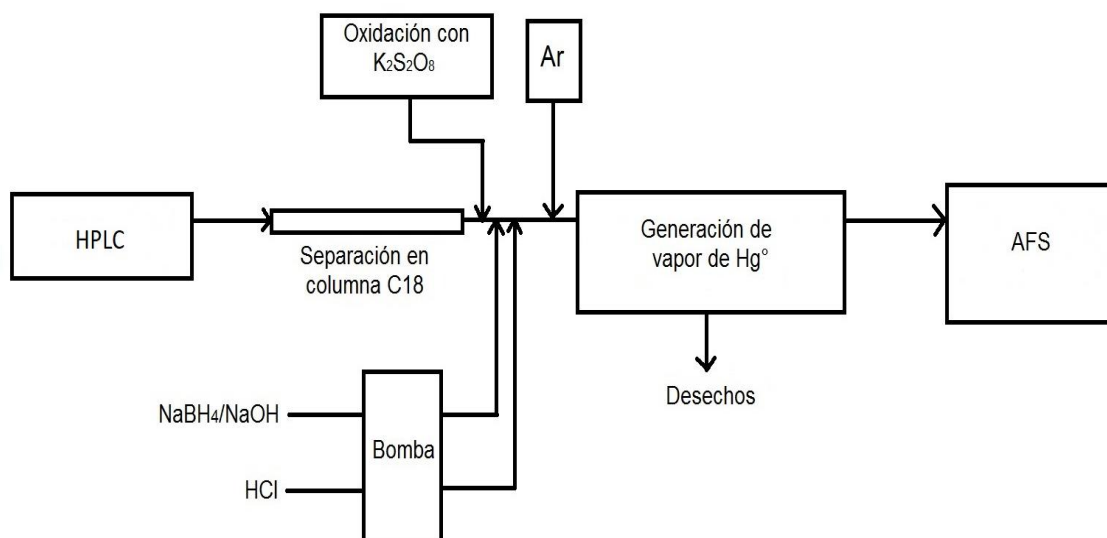 Oxidación con
K₂S₂O₈
Ar
HPLC
Separación en
columna C18
Generación de
vapor de Hg°
AFS
Desechos
NaBH₄/NaOH
Bomba
HCl